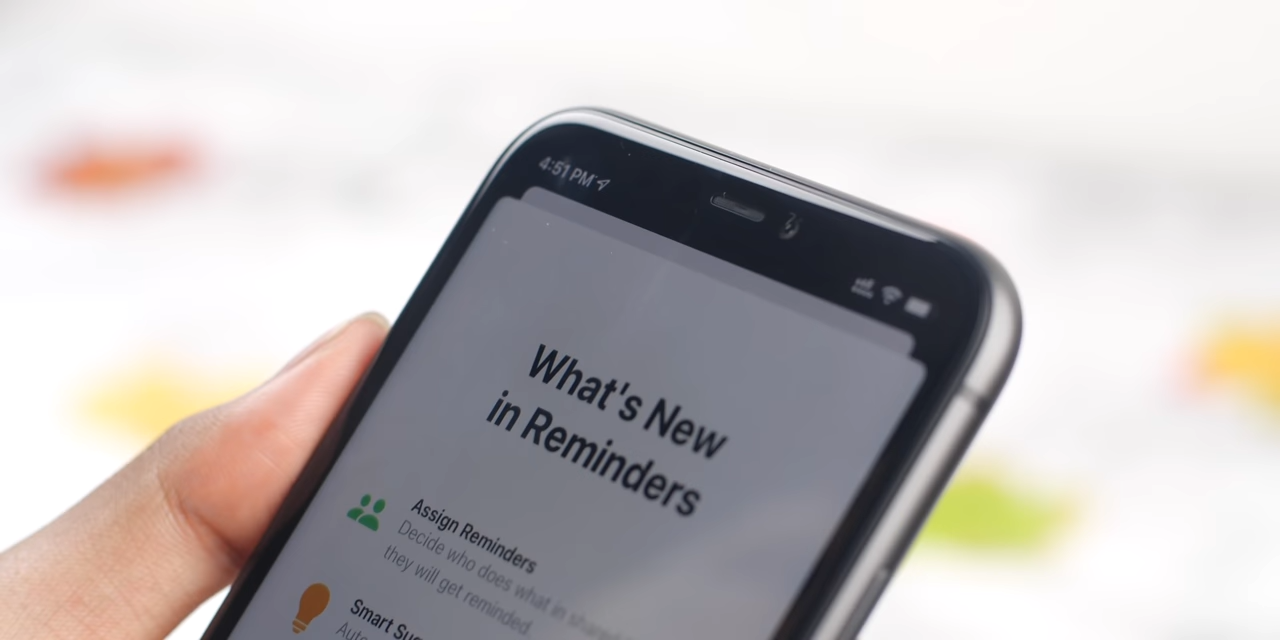 4:51 PM
What's New
in Reminders
Assign Reminders
Decide who does what in shared
they will get reminded.
Smart